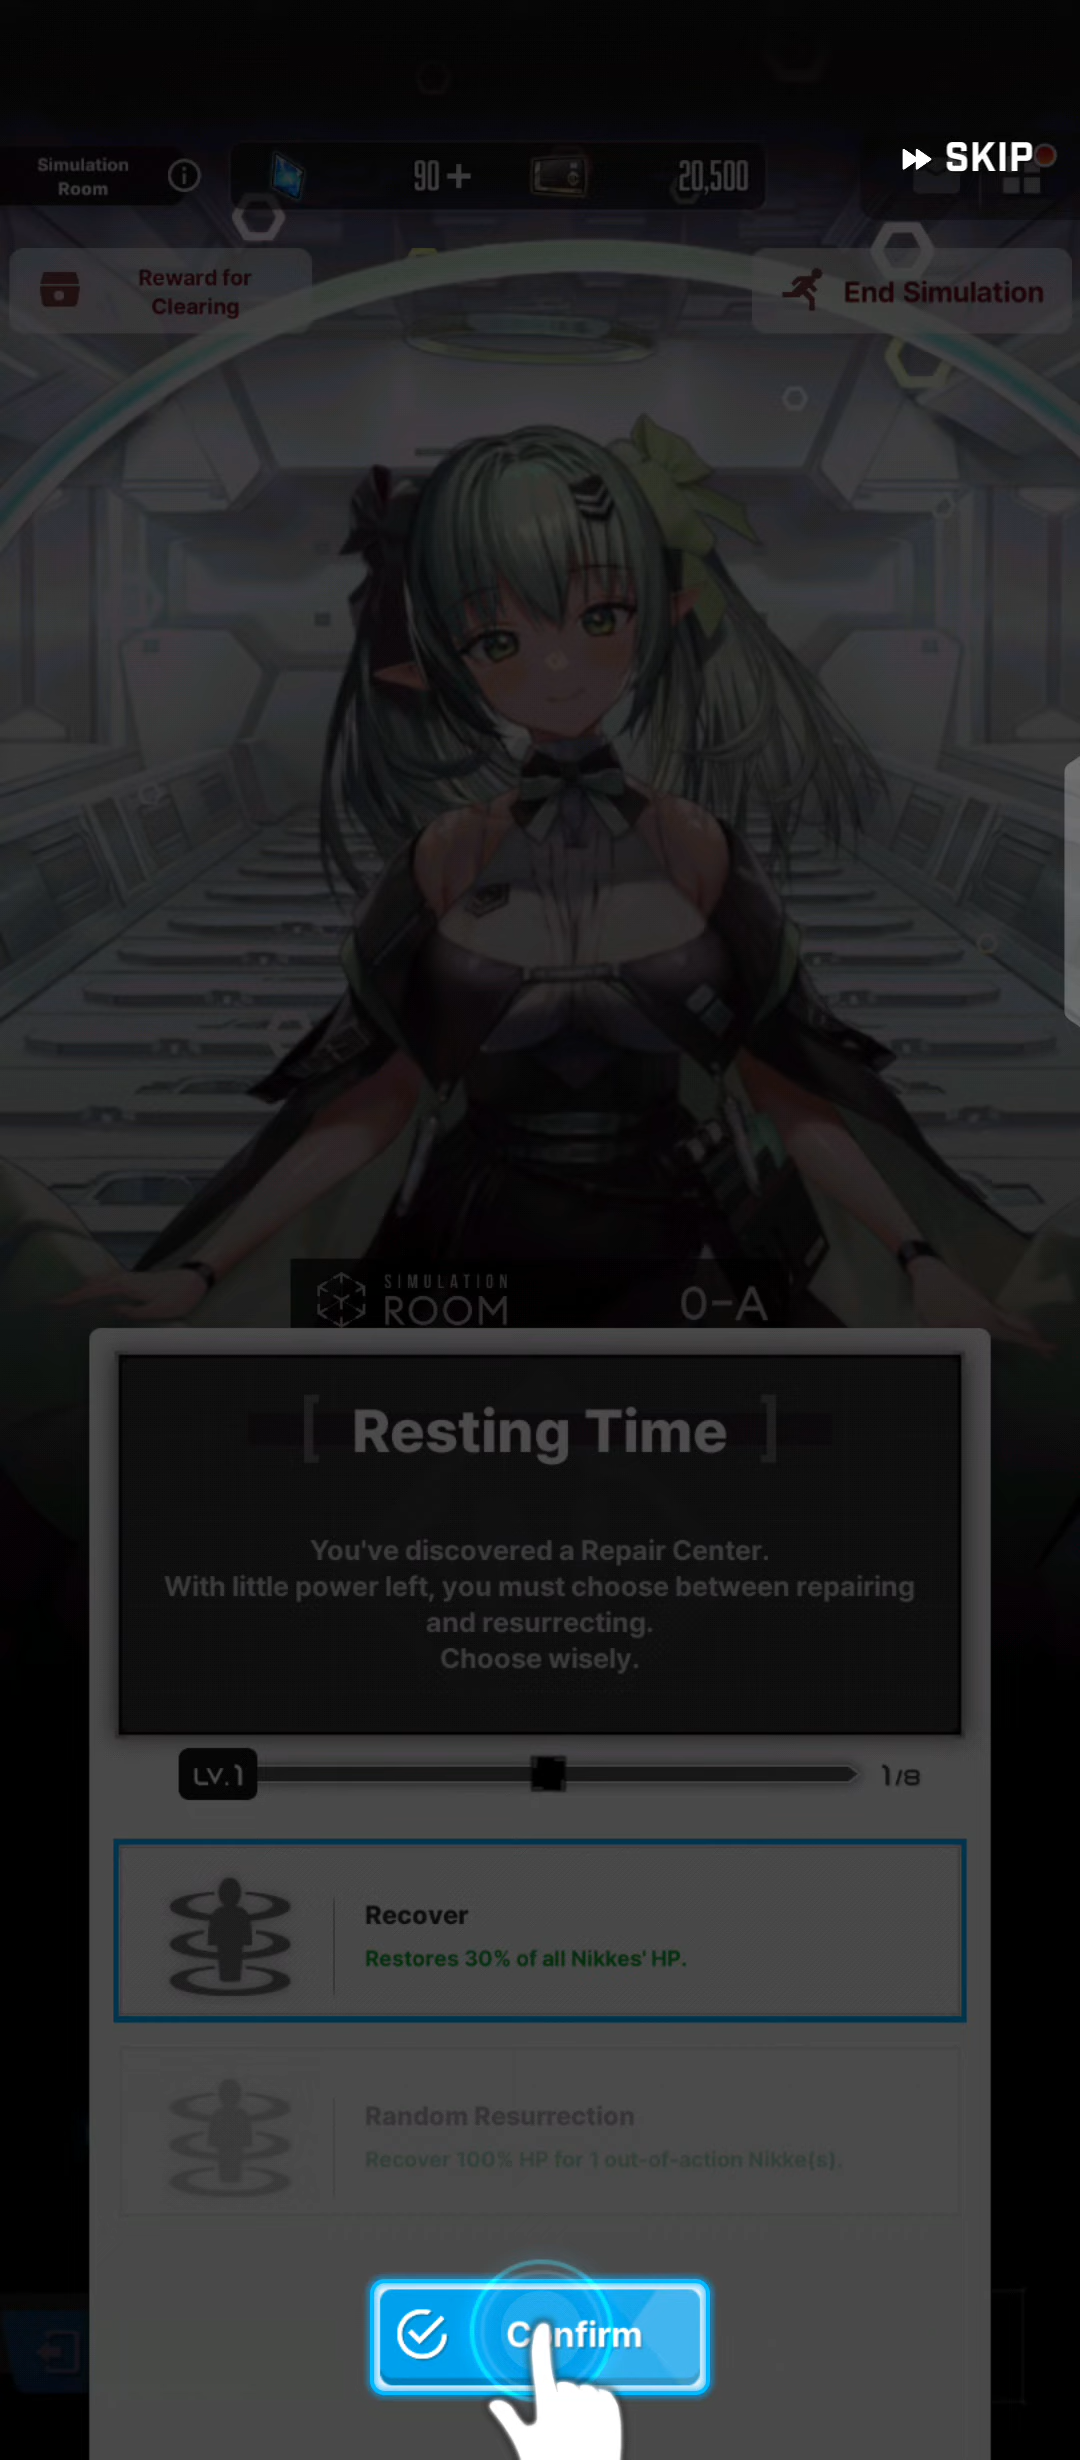 SKIP
Simulation
Room
90
20,500
Reward for
Clearing
End Simulation
SIMULATION
ROOM
0-A
[ Resting Time ]
You've discovered a Repair Center.
With little power left, you must choose between repairing
and resurrecting.
Choose wisely.
LV.1
1/8
Recover
Restores 30% of all Nikkes' HP.
Random Resurrection
Recover 100% HP for 1 out-of-action Nikke(s).
Confirm